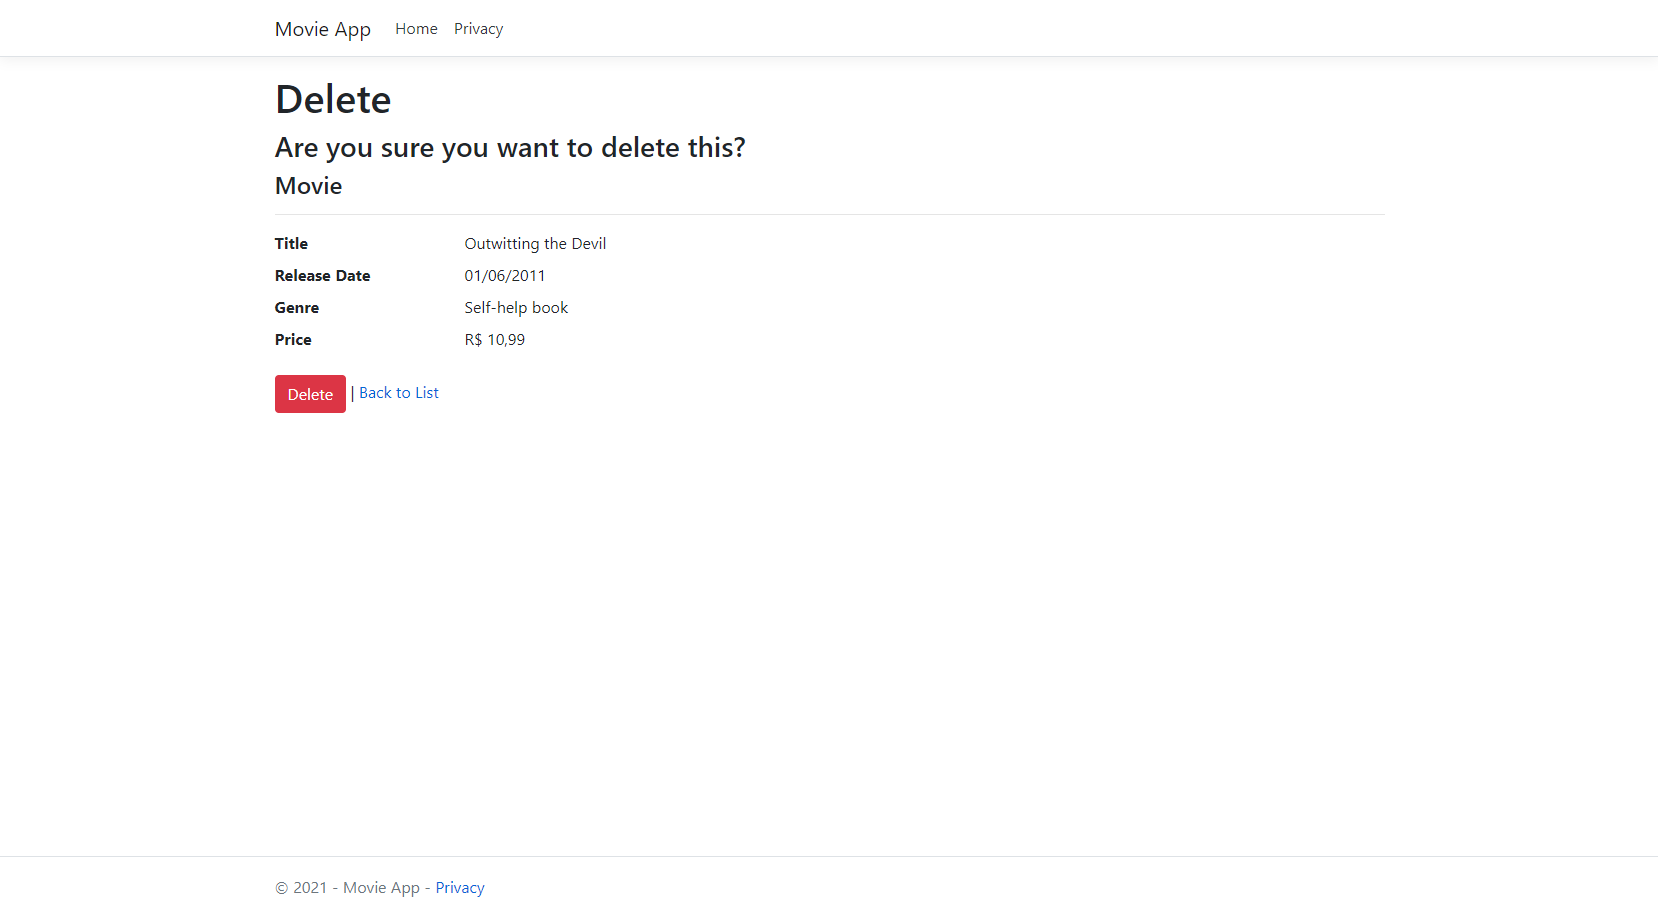 Movie App Home Privacy
Delete
Are you sure you want to delete this?
Movie
Title Outwitting the Devil
Release Date 01/06/2011
Genre Self-help book
Price R$ 10,99
Delete | Back to List
© 2021 - Movie App - Privacy